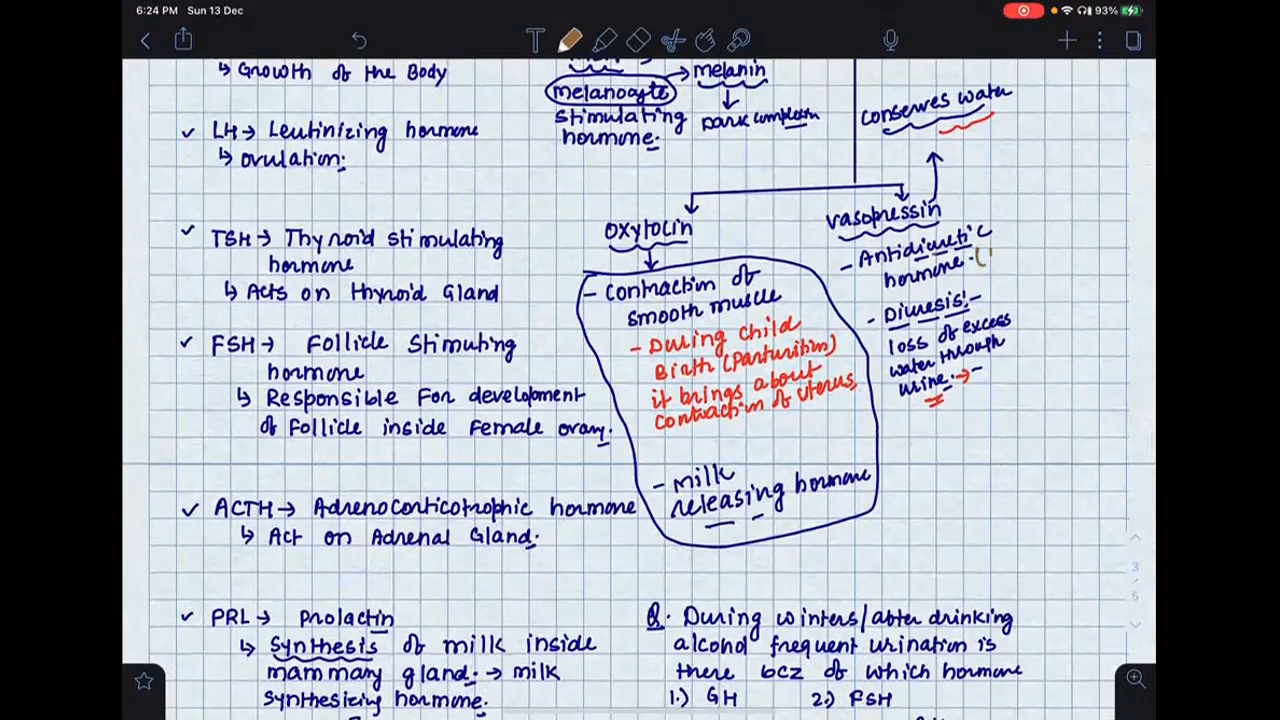 6:24 PM Sun 13 Dec
93%
↳ Growth of the Body
✓ LH → Leutinizing hormone
↳ ovulation.
✓ TSH → Thyroid stimulating
hormone
↳ Acts on Thyroid Gland
✓ FSH → Follicle Stimuting
hormone
↳ Responsible For development
of Follicle inside Female ovary.
✓ ACTH → Adrenocorticotrophic hormone
↳ Act on Adrenal Gland.
✓ PRL → Prolactin
↳ Synthesis of milk inside
mammary gland. → milk
synthesizing hormone.
melanocyte → melanin
stimulating
hormone.
↓
Dark complexn
conserves water
oxytocin
- contraction of
smooth muscle
- During child
Birth (Parturition)
it brings about
contraction of uterus
- milk
releasing hormone
vasopressin
- Antidiuretic
hormone. (
- Diuresis:-
loss of excess
water through
urine. → -
Q. During winters/after drinking
alcohol frequent urination is
there bcz of which hormone
1.) GH 2.) FSH
3
/
5